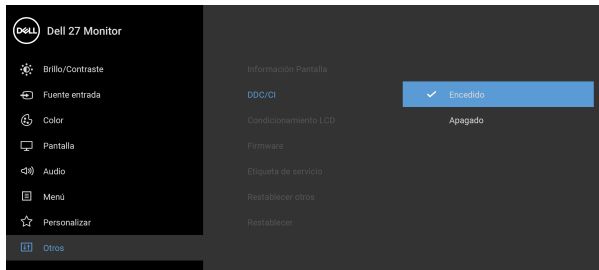 DELL Dell 27 Monitor
Brillo/Contraste
Fuente entrada
Color
Pantalla
Audio
Menú
Personalizar
Otros
Información Pantalla
DDC/CI
Condicionamiento LCD
Firmware
Etiqueta de servicio
Restablecer otros
Restablecer
Encedido
Apagado